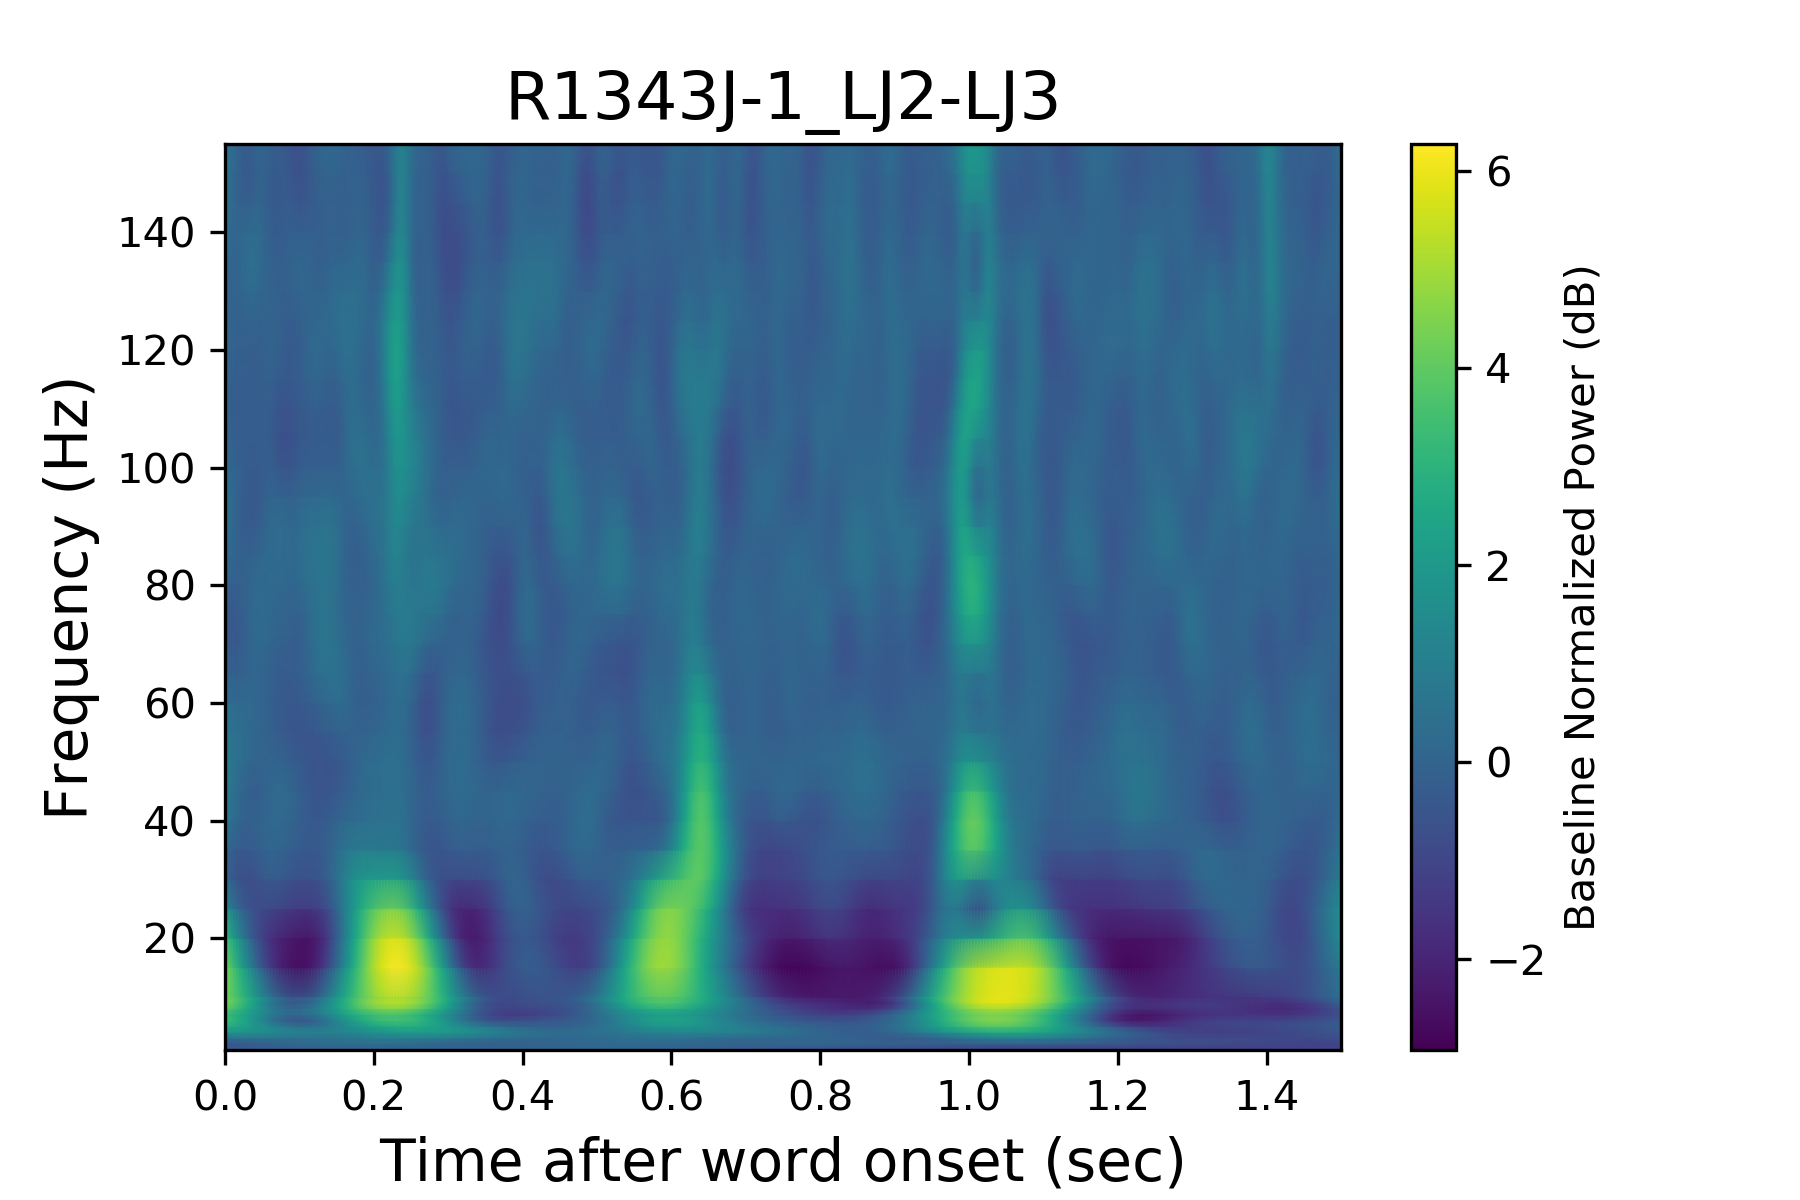 R1343J-1_LJ2-LJ3
Frequency (Hz)
140
120
100
80
60
40
20
0.0 0.2 0.4 0.6 0.8 1.0 1.2 1.4
Time after word onset (sec)
6
4
2
0
−2
Baseline Normalized Power (dB)